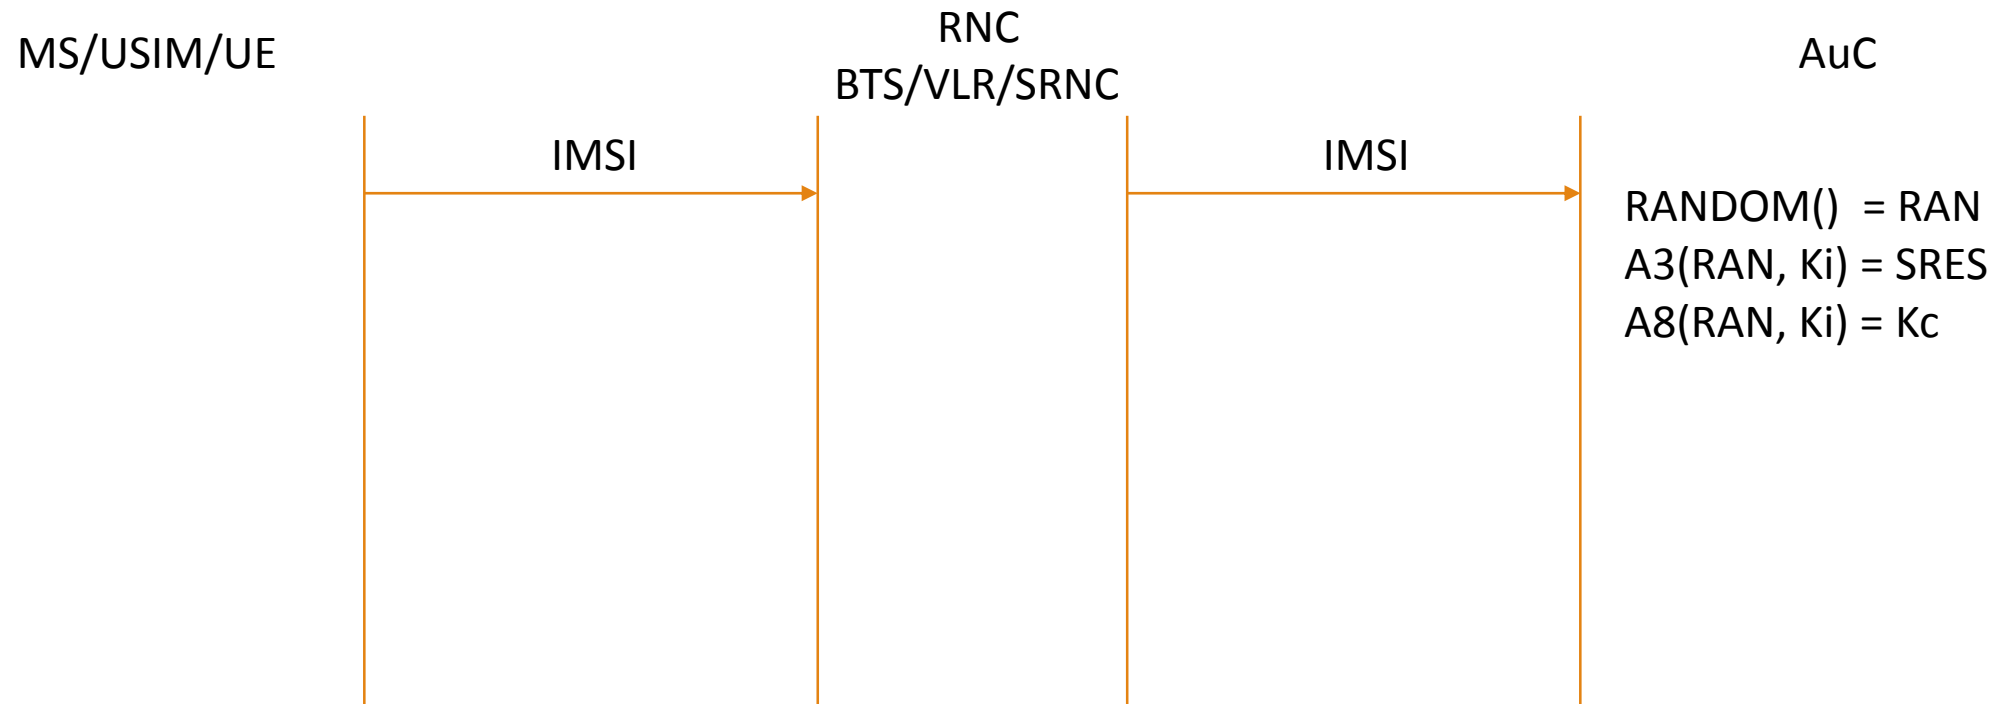 MS/USIM/UE
RNC
BTS/VLR/SRNC
AuC
IMSI
IMSI
RANDOM()  = RAN
A3(RAN, Ki) = SRES
A8(RAN, Ki) = Kc